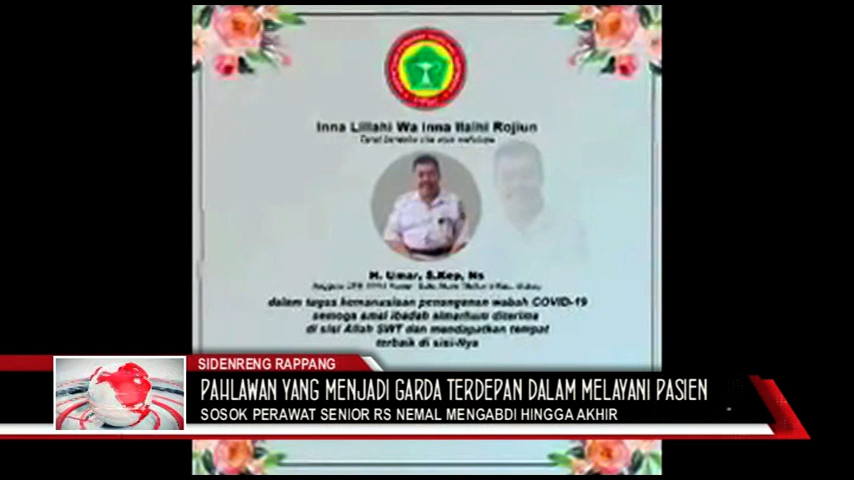 Inna Lillahi Wa Inna Ilaihi Rojiun
H. Umar, S.Kep, Ns
dalam tugas kemanusiaan penanganan wabah COVID-19
semoga amal ibadah almarhum diterima
di sisi Allah SWT dan mendapatkan tempat
terbaik di sisi-Nya
SIDENRENG RAPPANG
PAHLAWAN YANG MENJADI GARDA TERDEPAN DALAM MELAYANI PASIEN
SOSOK PERAWAT SENIOR RS NEMAL MENGABDI HINGGA AKHIR